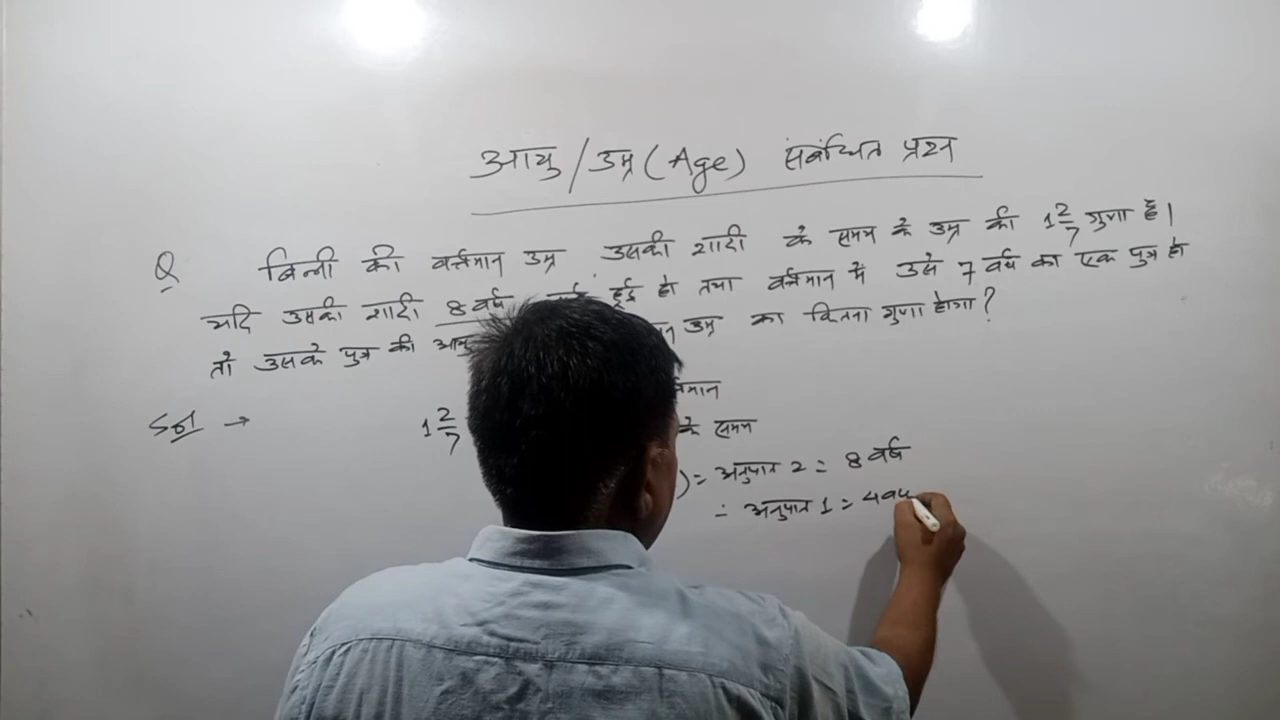 आयु/उम्र (Age) संबंधित प्रश्न
Q विनी की वर्त्तमान उम्र उसकी शादी के समय के उम्र की 1 2/7 गुणा है।
यदि उसकी शादी 8 वर्ष हुई हो तथा वर्त्तमान में उसे 7 वर्ष का एक पुत्र हो
तो उसके पुत्र की आयु उम्र का कितना गुणा होगा?
Sol → 1 2/7
के समय
) = अनुपात 2 = 8 वर्ष
∴ अनुपात 1 = 4 वर्ष